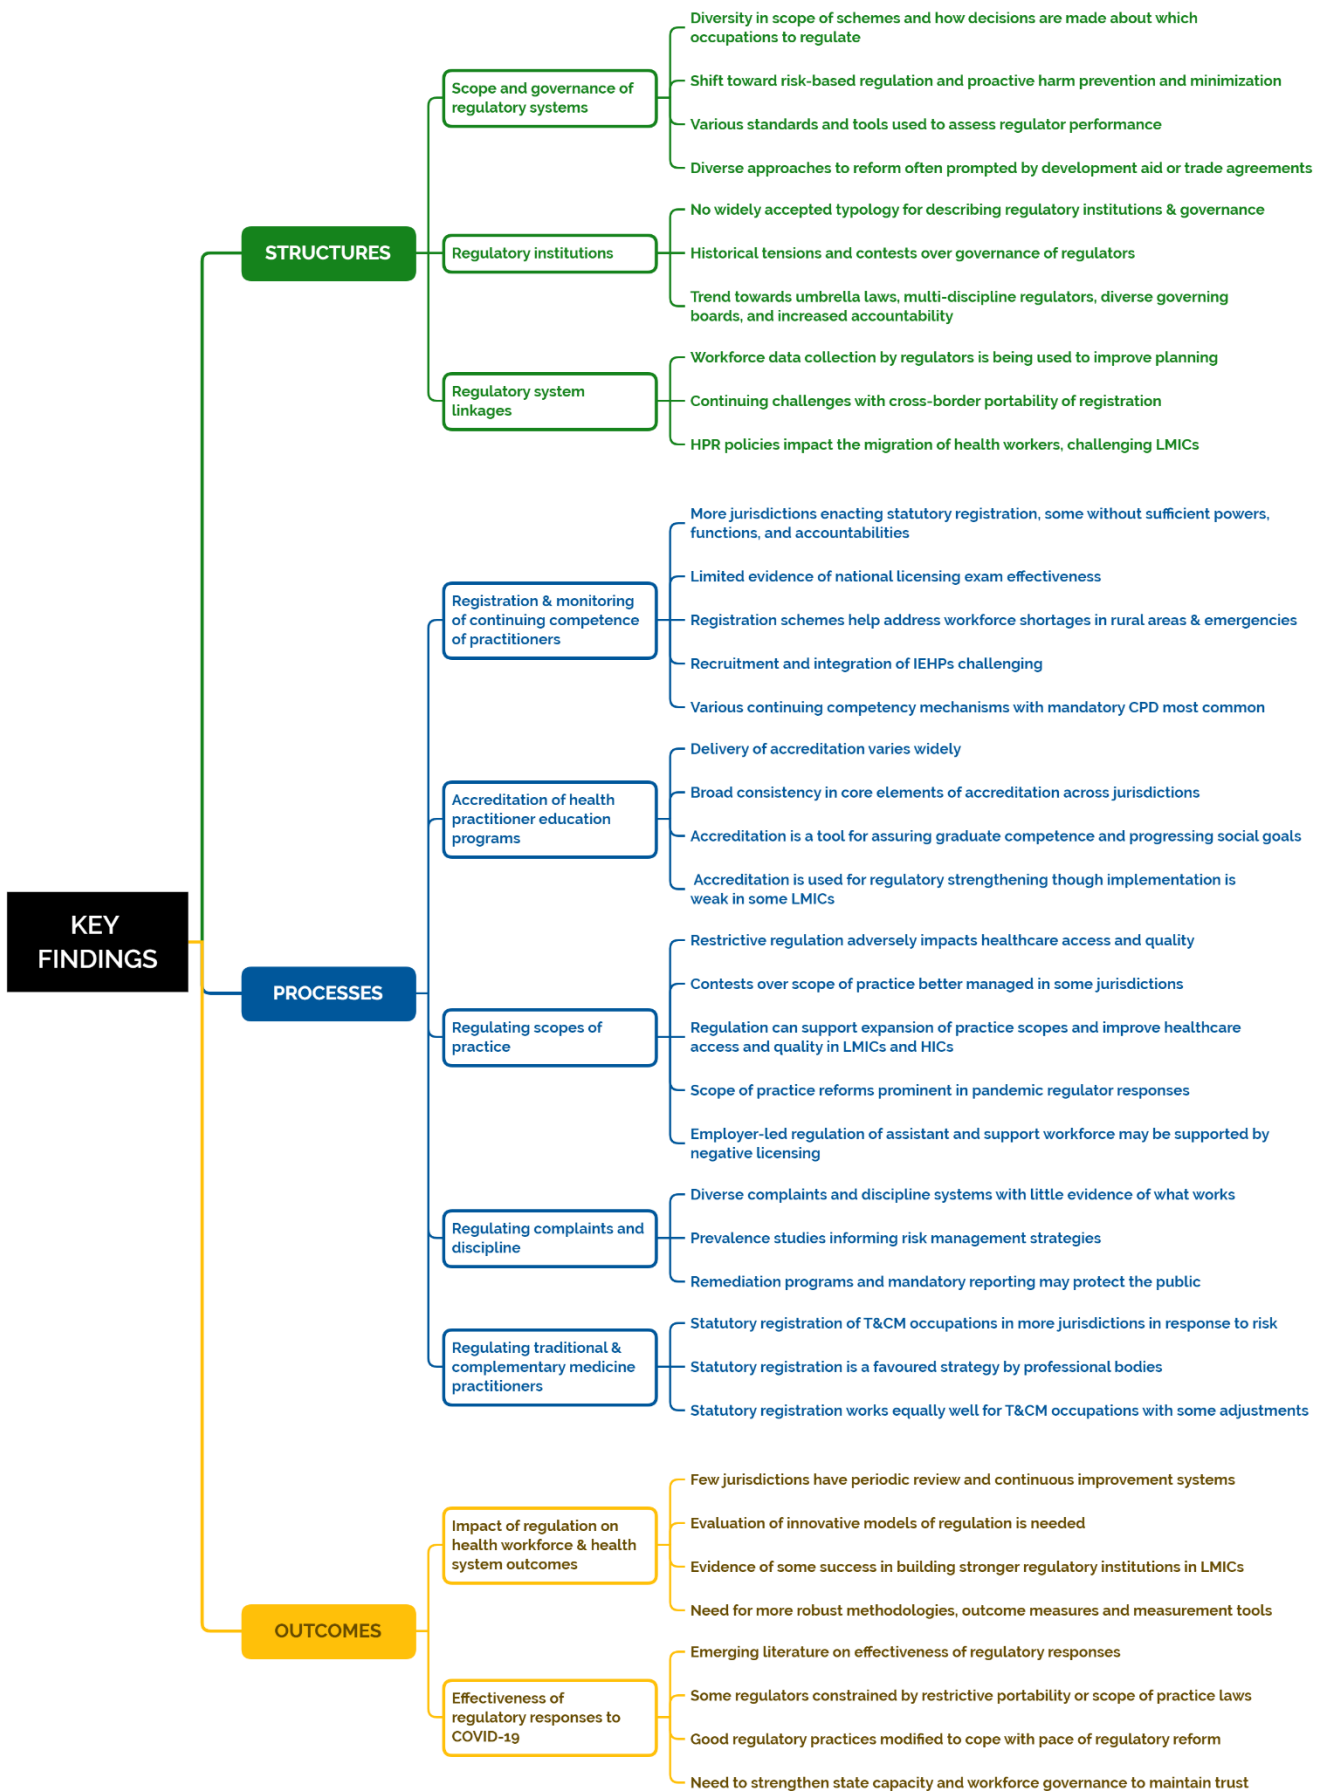 KEY
FINDINGS
STRUCTURES
Scope and governance of
regulatory systems
Diversity in scope of schemes and how decisions are made about which
occupations to regulate
Shift toward risk-based regulation and proactive harm prevention and minimization
Various standards and tools used to assess regulator performance
Diverse approaches to reform often prompted by development aid or trade agreements
Regulatory institutions
No widely accepted typology for describing regulatory institutions & governance
Historical tensions and contests over governance of regulators
Trend towards umbrella laws, multi-discipline regulators, diverse governing
boards, and increased accountability
Regulatory system
linkages
Workforce data collection by regulators is being used to improve planning
Continuing challenges with cross-border portability of registration
HPR policies impact the migration of health workers, challenging LMICs
PROCESSES
Registration & monitoring
of continuing competence
of practitioners
More jurisdictions enacting statutory registration, some without sufficient powers,
functions, and accountabilities
Limited evidence of national licensing exam effectiveness
Registration schemes help address workforce shortages in rural areas & emergencies
Recruitment and integration of IEHPs challenging
Various continuing competency mechanisms with mandatory CPD most common
Accreditation of health
practitioner education
programs
Delivery of accreditation varies widely
Broad consistency in core elements of accreditation across jurisdictions
Accreditation is a tool for assuring graduate competence and progressing social goals
Accreditation is used for regulatory strengthening though implementation is
weak in some LMICs
Regulating scopes of
practice
Restrictive regulation adversely impacts healthcare access and quality
Contests over scope of practice better managed in some jurisdictions
Regulation can support expansion of practice scopes and improve healthcare
access and quality in LMICs and HICs
Scope of practice reforms prominent in pandemic regulator responses
Employer-led regulation of assistant and support workforce may be supported by
negative licensing
Regulating complaints and
discipline
Diverse complaints and discipline systems with little evidence of what works
Prevalence studies informing risk management strategies
Remediation programs and mandatory reporting may protect the public
Regulating traditional &
complementary medicine
practitioners
Statutory registration of T&CM occupations in more jurisdictions in response to risk
Statutory registration is a favoured strategy by professional bodies
Statutory registration works equally well for T&CM occupations with some adjustments
OUTCOMES
Impact of regulation on
health workforce & health
system outcomes
Few jurisdictions have periodic review and continuous improvement systems
Evaluation of innovative models of regulation is needed
Evidence of some success in building stronger regulatory institutions in LMICs
Need for more robust methodologies, outcome measures and measurement tools
Effectiveness of
regulatory responses to
COVID-19
Emerging literature on effectiveness of regulatory responses
Some regulators constrained by restrictive portability or scope of practice laws
Good regulatory practices modified to cope with pace of regulatory reform
Need to strengthen state capacity and workforce governance to maintain trust